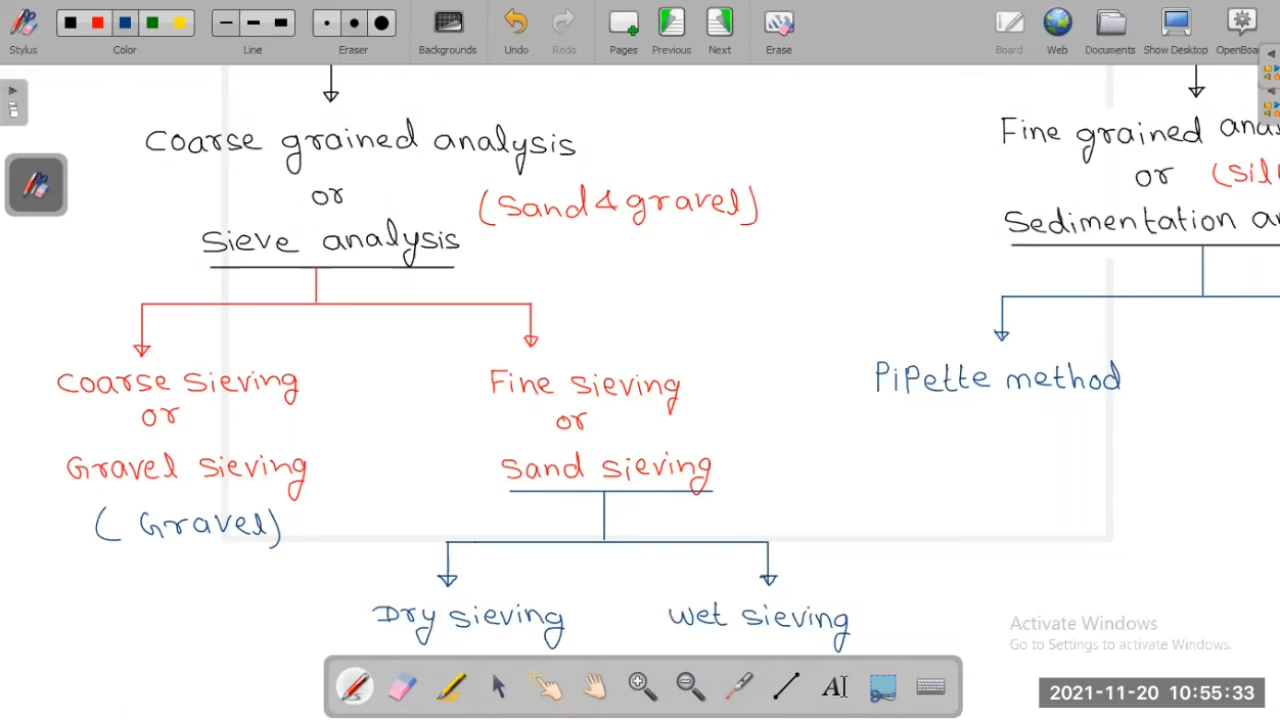 Stylus
Color
Line
Eraser
Backgrounds
Undo
Redo
Pages
Previous
Next
Erase
Board
Web
Documents
Show Desktop
Coarse grained analysis
or
(Sand & gravel)
Sieve analysis
Coarse sieving
or
Gravel sieving
(Gravel)
Fine sieving
or
Sand sieving
Dry sieving
Wet sieving
Fine grained
or
Sedimentation
PiPette method
Activate Windows
Go to Settings to activate Windows.
AI
2021-11-20 10:55:33